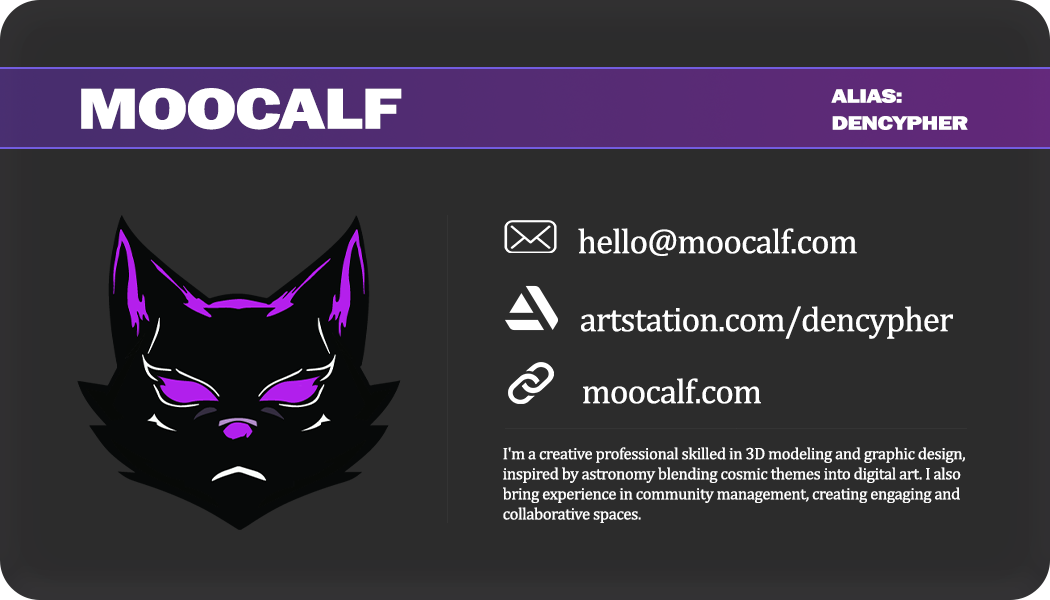 MOOCALF
ALIAS:
DENCYPHER
hello@moocalf.com
artstation.com/dencypher
moocalf.com
I'm a creative professional skilled in 3D modeling and graphic design,
inspired by astronomy blending cosmic themes into digital art. I also
bring experience in community management, creating engaging and
collaborative spaces.